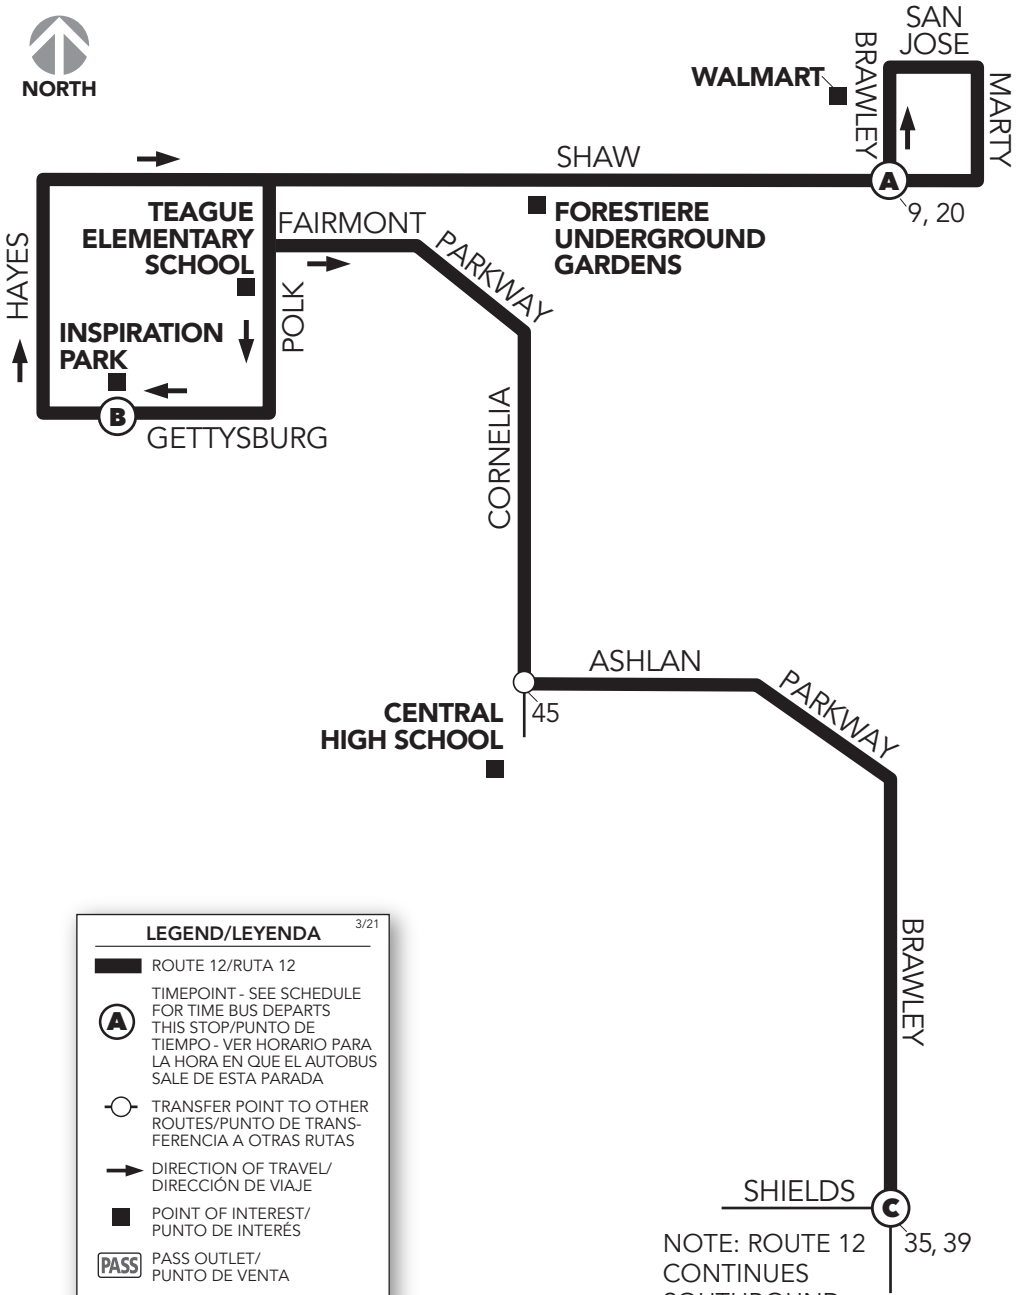 NORTH
SAN
JOSE
BRAWLEY
MARTY
WALMART
SHAW
A
9, 20
TEAGUE
ELEMENTARY
SCHOOL
FAIRMONT
PARKWAY
FORESTIERE
UNDERGROUND
GARDENS
HAYES
POLK
INSPIRATION
PARK
B
GETTYSBURG
CORNELIA
ASHLAN
PARKWAY
45
CENTRAL
HIGH SCHOOL
BRAWLEY
SHIELDS
C
35, 39
NOTE: ROUTE 12
CONTINUES
SOUTHBOUND
3/21
LEGEND/LEYENDA
ROUTE 12/RUTA 12
A
TIMEPOINT - SEE SCHEDULE
FOR TIME BUS DEPARTS
THIS STOP/PUNTO DE
TIEMPO - VER HORARIO PARA
LA HORA EN QUE EL AUTOBUS
SALE DE ESTA PARADA
TRANSFER POINT TO OTHER
ROUTES/PUNTO DE TRANS-
FERENCIA A OTRAS RUTAS
DIRECTION OF TRAVEL/
DIRECCIÓN DE VIAJE
POINT OF INTEREST/
PUNTO DE INTERÉS
PASS
PASS OUTLET/
PUNTO DE VENTA